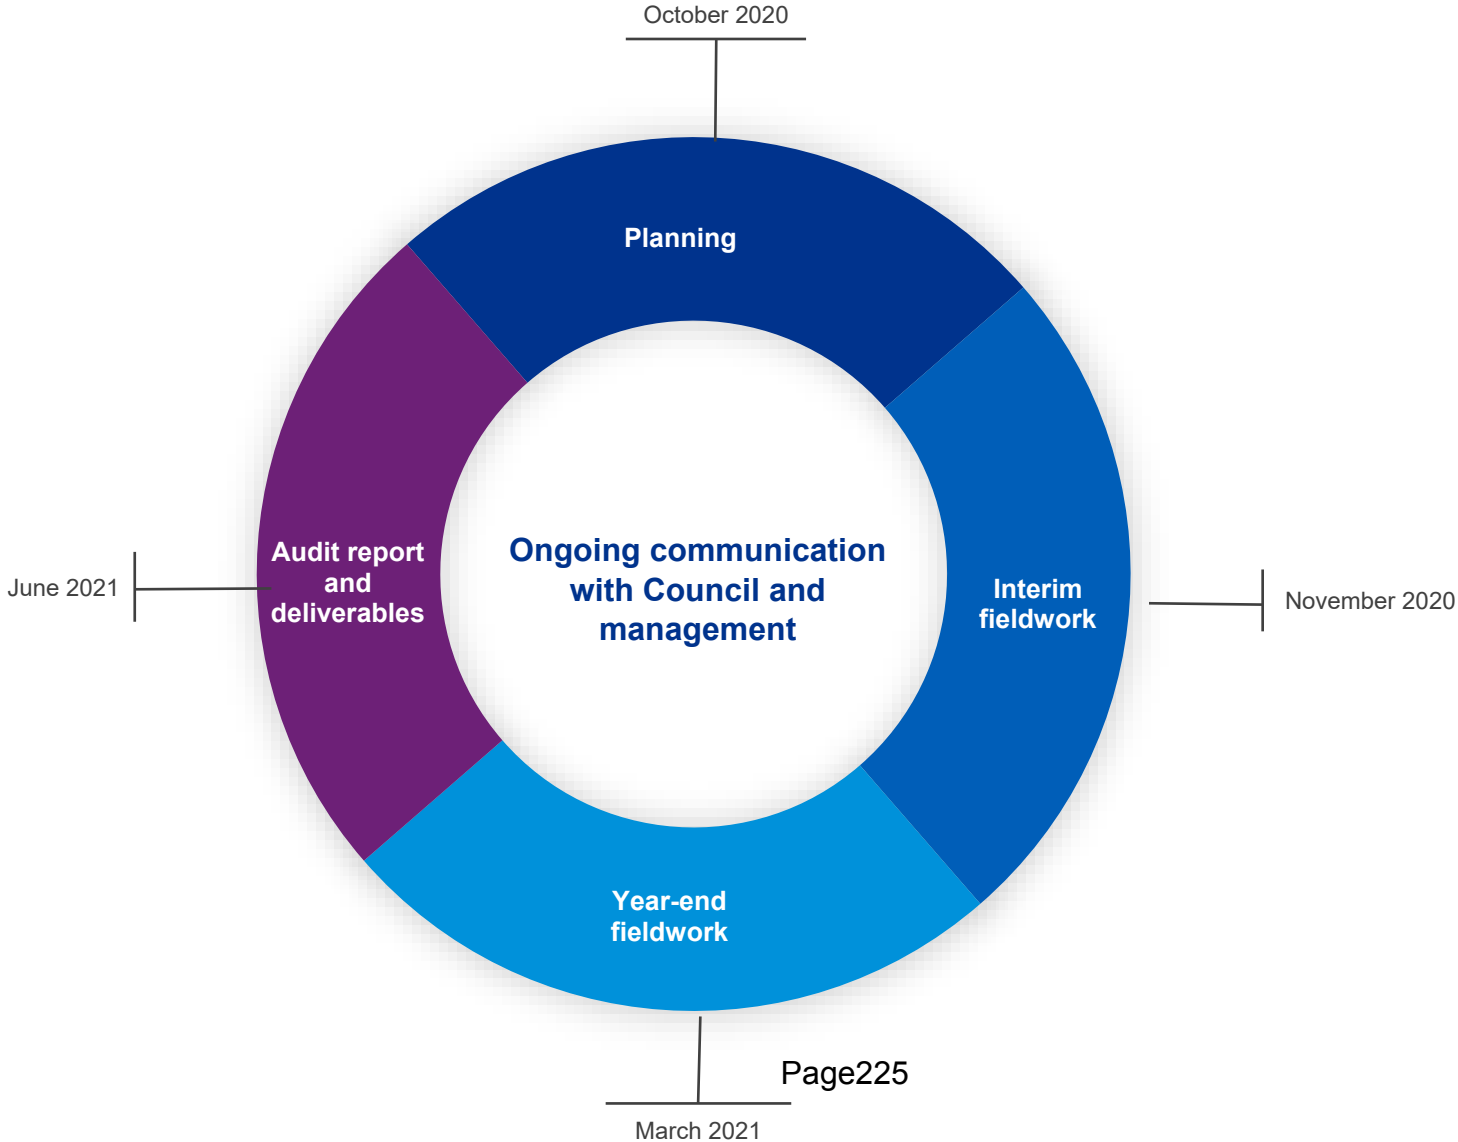 October 2020
Planning
Audit report
and
deliverables
June 2021
Ongoing communication
with Council and
management
Interim
fieldwork
November 2020
Year-end
fieldwork
Page225
March 2021